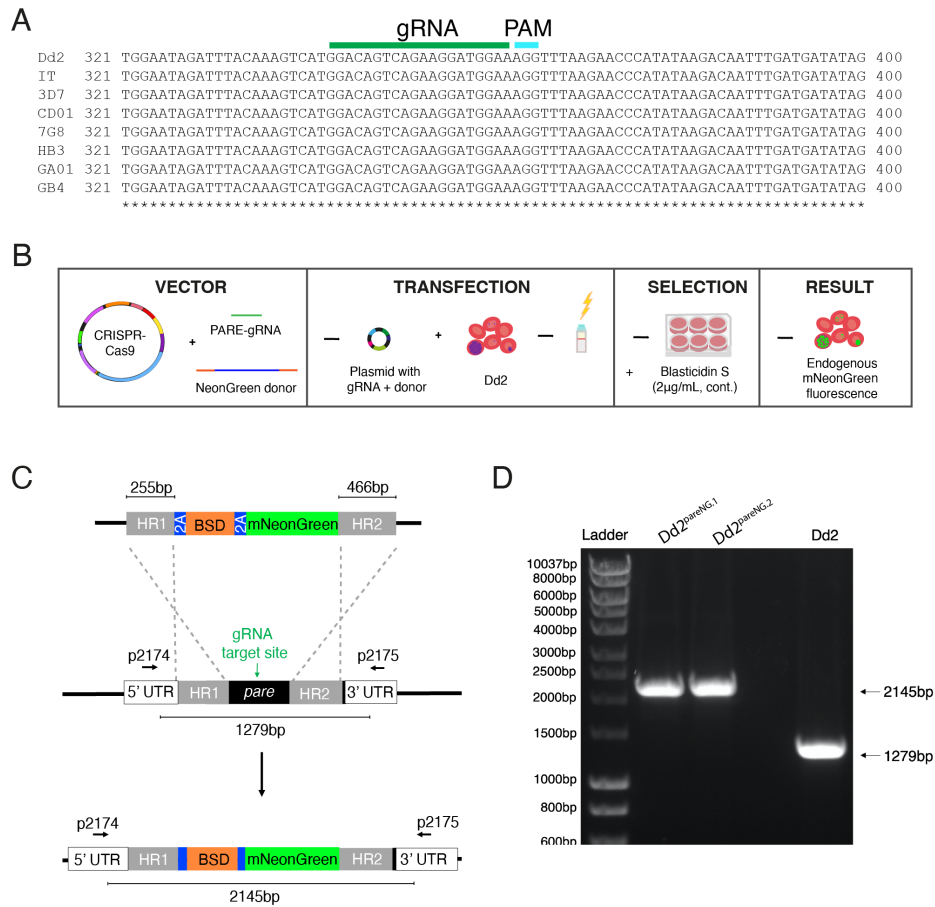 A
gRNA PAM
Dd2 321 TGGAATAGATTTACAAAGTCATGGACAGTCAGAAGGATGGAAAGGTTTAAGAACCCATATAAGACAATTTGATGATATAG 400
IT 321 TGGAATAGATTTACAAAGTCATGGACAGTCAGAAGGATGGAAAGGTTTAAGAACCCATATAAGACAATTTGATGATATAG 400
3D7 321 TGGAATAGATTTACAAAGTCATGGACAGTCAGAAGGATGGAAAGGTTTAAGAACCCATATAAGACAATTTGATGATATAG 400
CD01 321 TGGAATAGATTTACAAAGTCATGGACAGTCAGAAGGATGGAAAGGTTTAAGAACCCATATAAGACAATTTGATGATATAG 400
7G8 321 TGGAATAGATTTACAAAGTCATGGACAGTCAGAAGGATGGAAAGGTTTAAGAACCCATATAAGACAATTTGATGATATAG 400
HB3 321 TGGAATAGATTTACAAAGTCATGGACAGTCAGAAGGATGGAAAGGTTTAAGAACCCATATAAGACAATTTGATGATATAG 400
GA01 321 TGGAATAGATTTACAAAGTCATGGACAGTCAGAAGGATGGAAAGGTTTAAGAACCCATATAAGACAATTTGATGATATAG 400
GB4 321 TGGAATAGATTTACAAAGTCATGGACAGTCAGAAGGATGGAAAGGTTTAAGAACCCATATAAGACAATTTGATGATATAG 400
********************************************************************************
B
VECTOR
CRISPR-
Cas9
+
PARE-gRNA
NeonGreen donor
TRANSFECTION
+
Plasmid with
gRNA + donor
Dd2
SELECTION
+
Blasticidin S
(2µg/mL, cont.)
RESULT
Endogenous
mNeonGreen
fluorescence
C
255bp 466bp
HR1 2A BSD 2A mNeonGreen HR2
gRNA
target site
p2174 p2175
5' UTR HR1 pare HR2 3' UTR
1279bp
p2174 p2175
5' UTR HR1 BSD mNeonGreen HR2 3' UTR
2145bp
D
Ladder Dd2pareNG.1 Dd2pareNG.2 Dd2
10037bp
8000bp
6000bp
5000bp
4000bp
3000bp
2500bp
2000bp
1500bp
1000bp
800bp
600bp
2145bp
1279bp